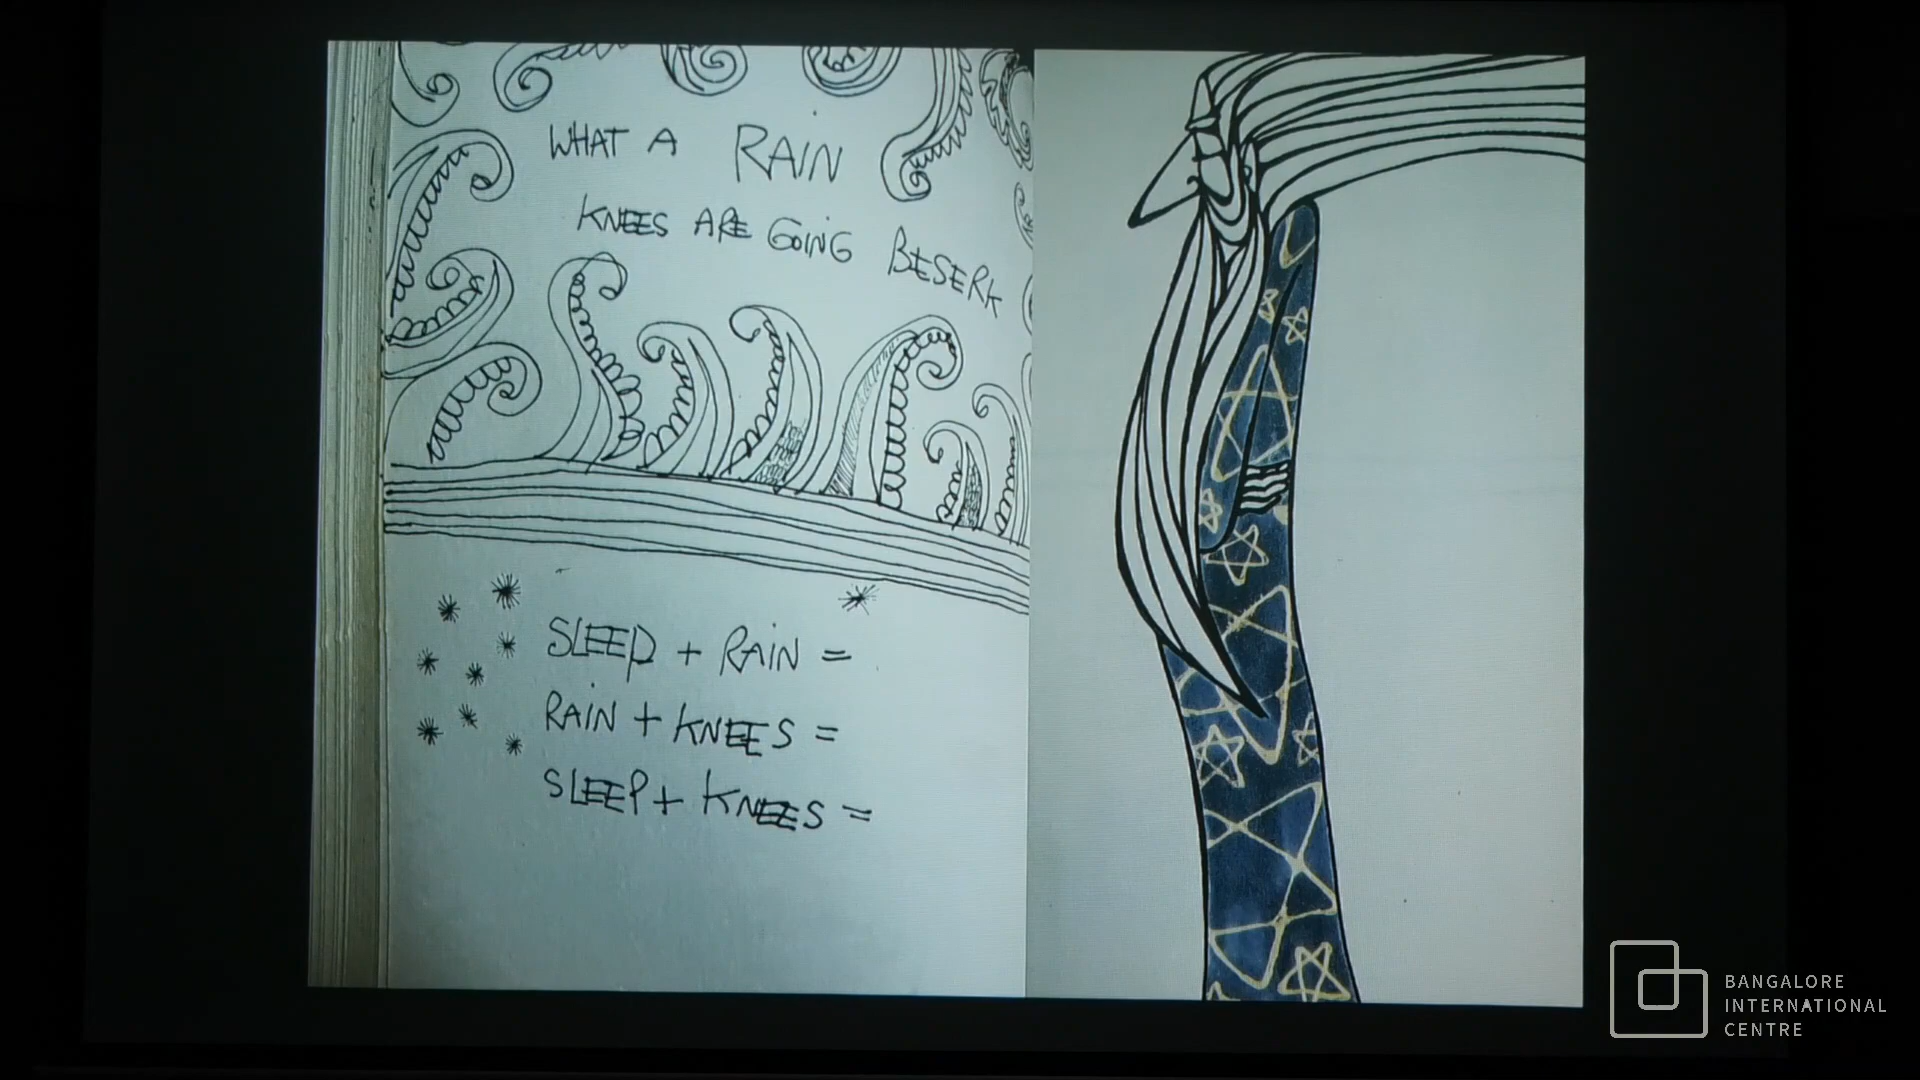 WHAT A RAIN
KNEES ARE GOING BESERK
SLEEP + RAIN =
RAIN + KNEES =
SLEEP + KNEES =
BANGALORE
INTERNATIONAL
CENTRE